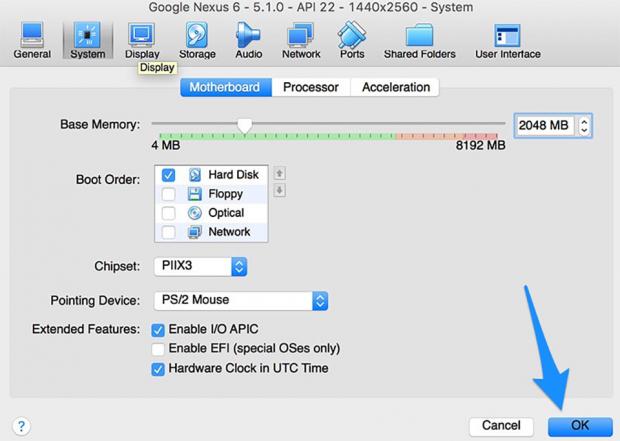 Google Nexus 6 - 5.1.0 - API 22 - 1440x2560 - System
General System Display Storage Audio Network Ports Shared Folders User Interface
Display
Motherboard Processor Acceleration
Base Memory: 2048 MB
4 MB 8192 MB
Boot Order: Hard Disk
Floppy
Optical
Network
Chipset: PIIX3
Pointing Device: PS/2 Mouse
Extended Features: Enable I/O APIC
Enable EFI (special OSes only)
Hardware Clock in UTC Time
? Cancel OK